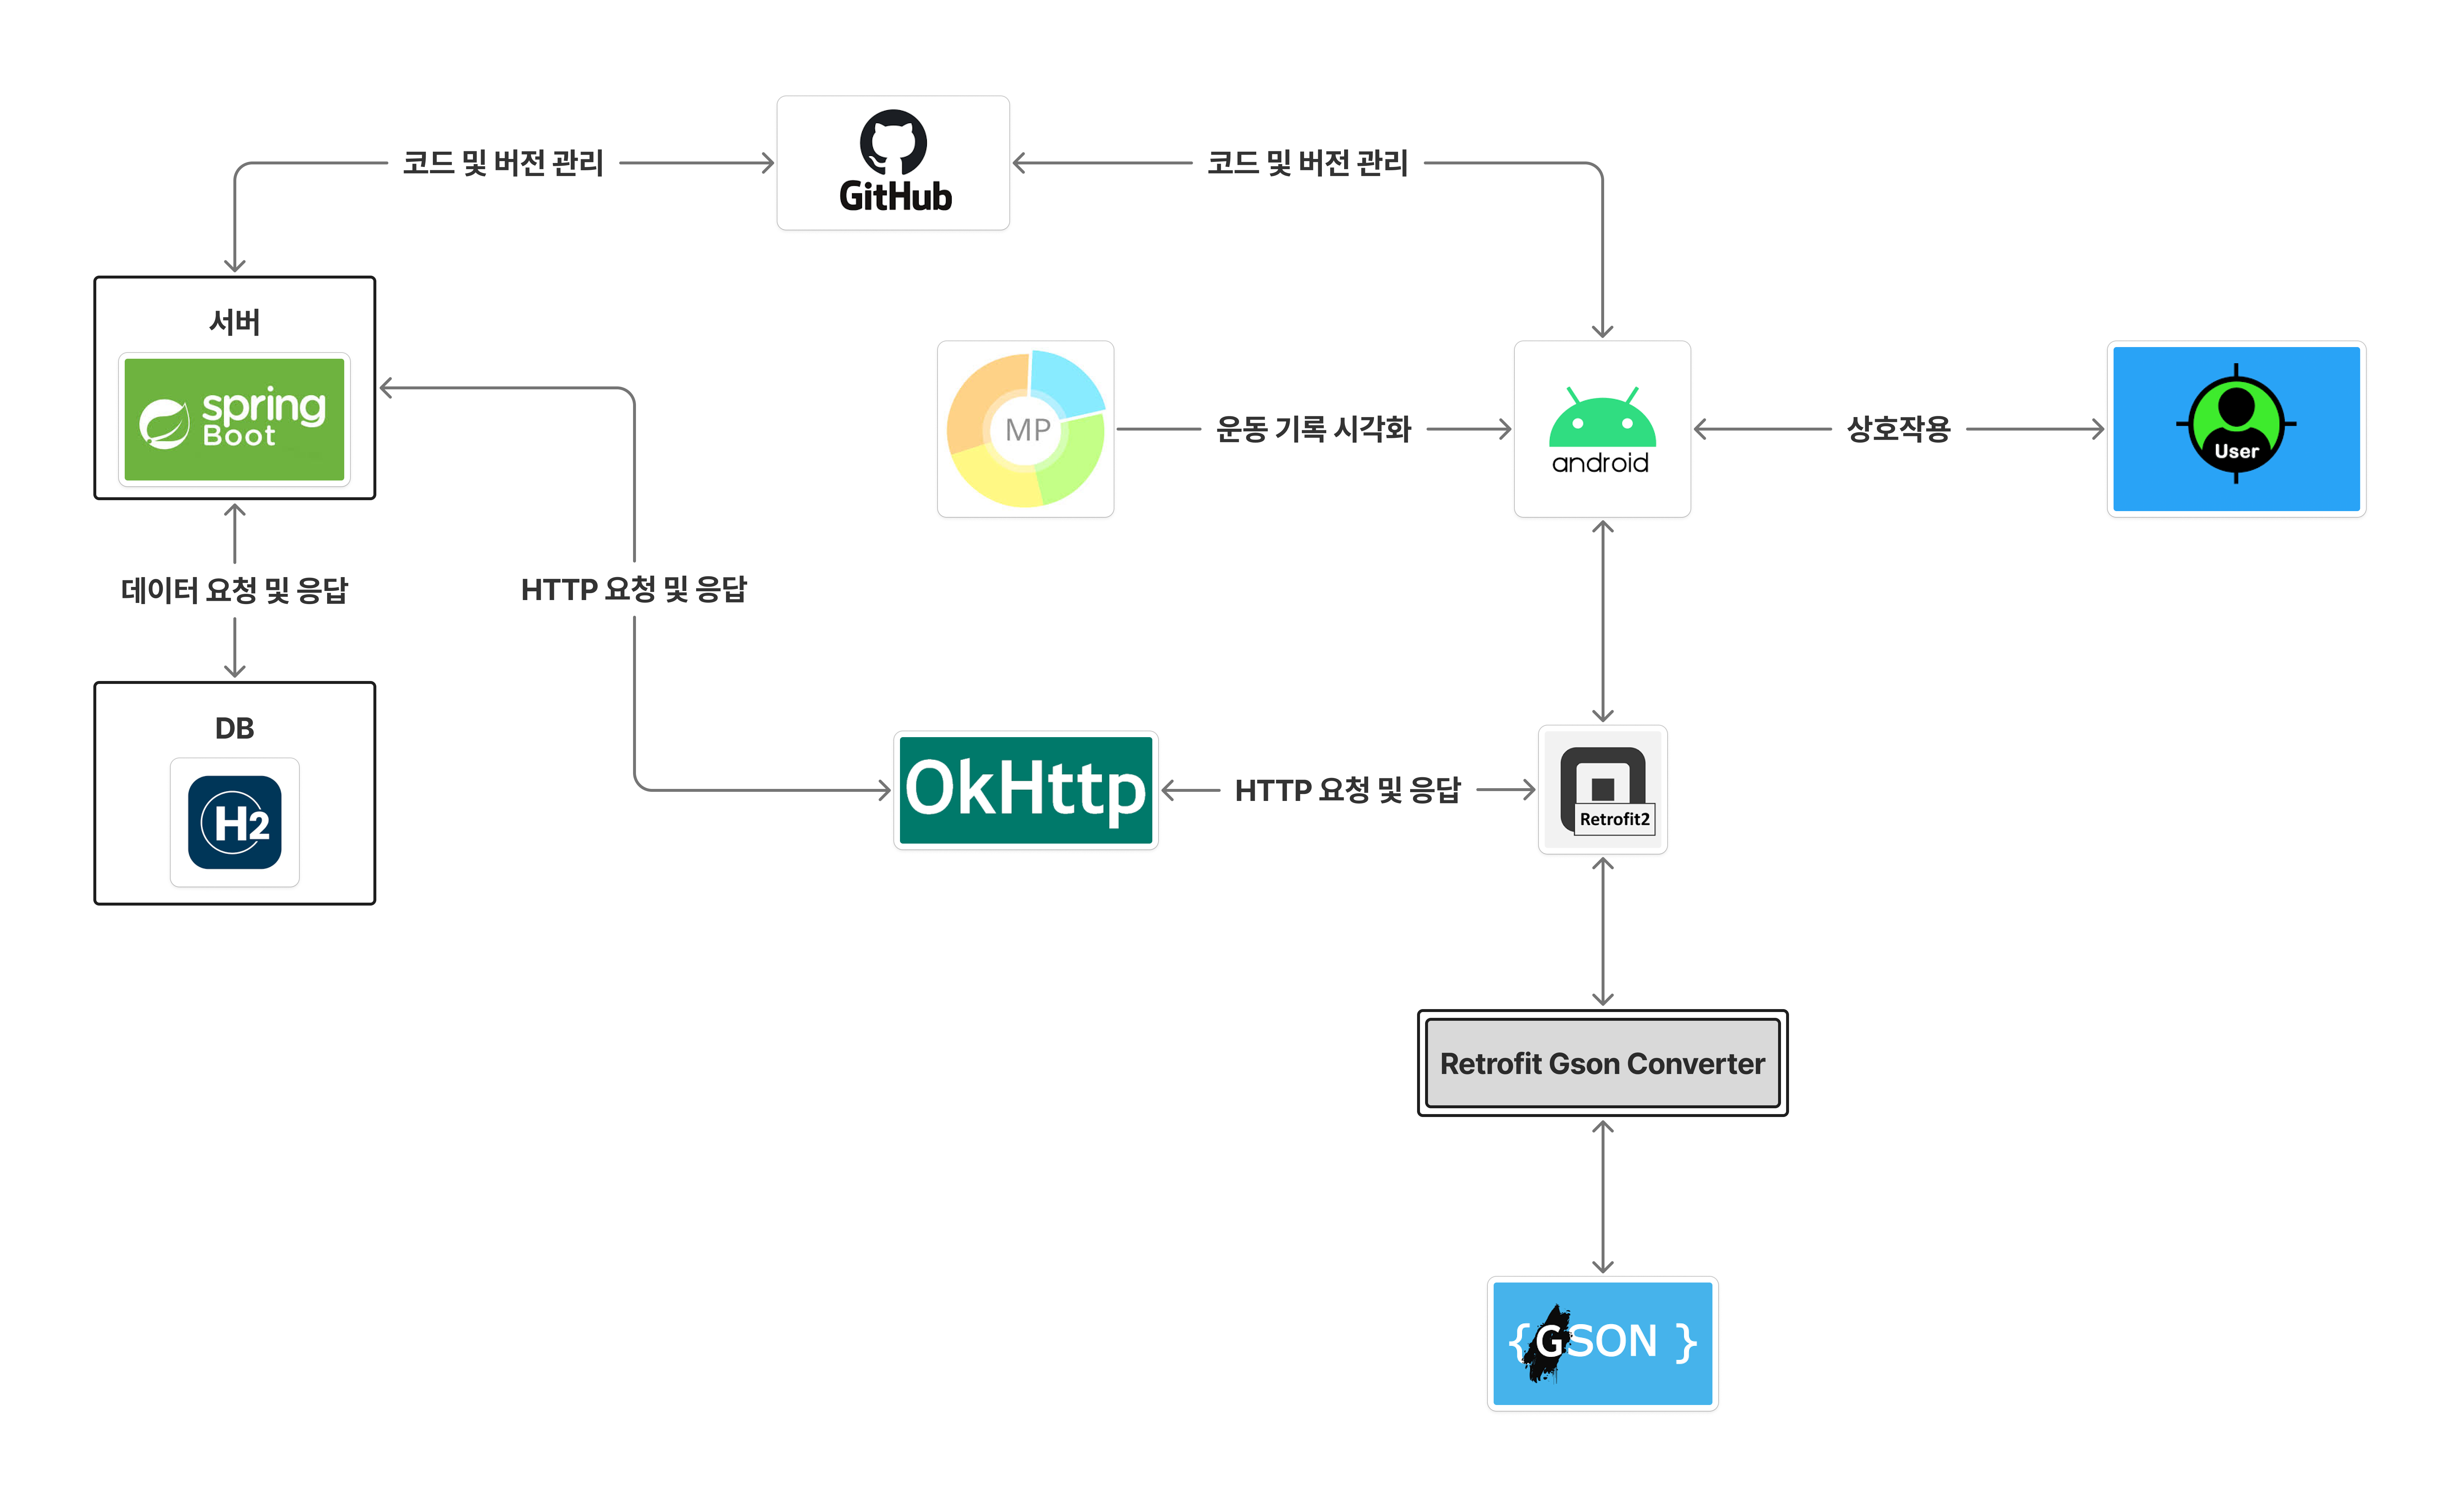 GitHub
코드 및 버전 관리
코드 및 버전 관리
서버
spring
Boot
MP
운동 기록 시각화
android
상호작용
User
데이터 요청 및 응답
HTTP 요청 및 응답
DB
H2
OkHttp
HTTP 요청 및 응답
Retrofit2
Retrofit Gson Converter
{GSON }